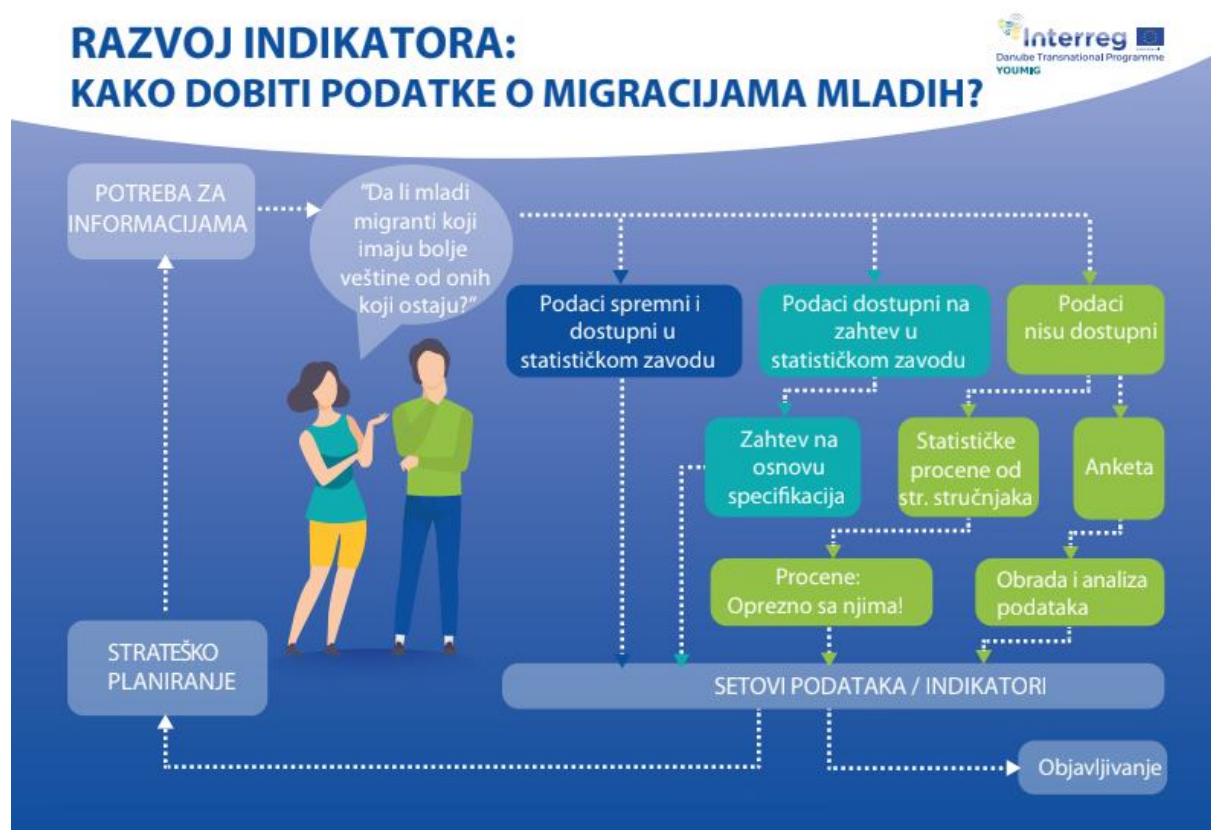 RAZVOJ INDIKATORA:
KAKO DOBITI PODATKE O MIGRACIJAMA MLADIH?
Interreg
Danube Transnational Programme
YOUMIG
POTREBA ZA
INFORMACIJAMA
"Da li mladi
migranti koji
imaju bolje
veštine od onih
koji ostaju?"
Podaci spremni i
dostupni u
statističkom zavodu
Podaci dostupni na
zahtev u
statističkom zavodu
Podaci
nisu dostupni
Zahtev na
osnovu
specifikacija
Statističke
procene od
str. stručnjaka
Anketa
Procene:
Oprezno sa njima!
Obrada i analiza
podataka
STRATEŠKO
PLANIRANJE
SETOVI PODATAKA / INDIKATORI
Objavljivanje